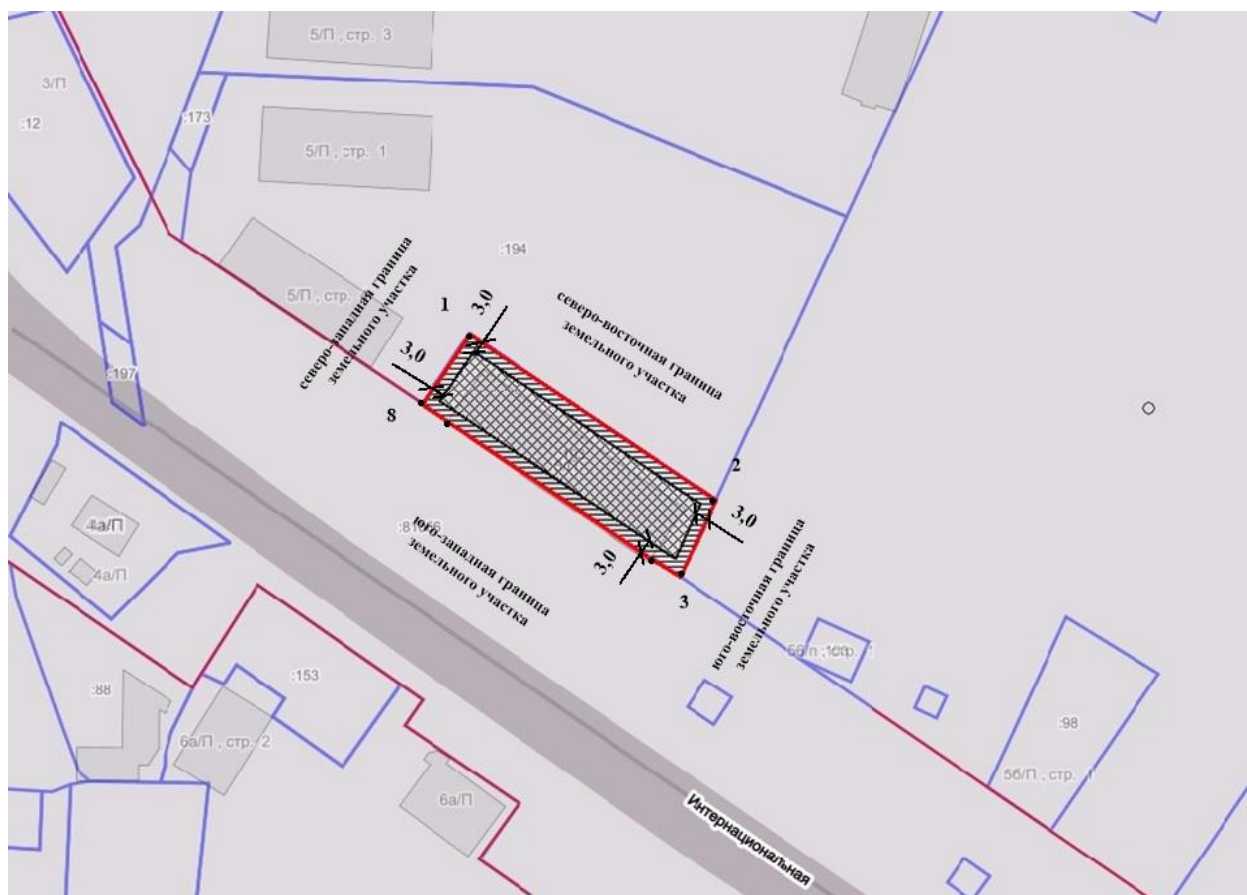 5/П , стр. 3
3/П
:12
:173
5/П , стр. 1
:194
5/П , стр.
северо-западная граница
земельного участка
1
3,0
северо-восточная граница
земельного участка
3,0
8
:197
2
3,0
4а/П
4а/П
юго-западная граница
земельного участка
3,0
3
юго-восточная граница
земельного участка
:153
:88
:98
6а/П , стр. 2
5б/П , стр. 1
6а/П
Интернациональная